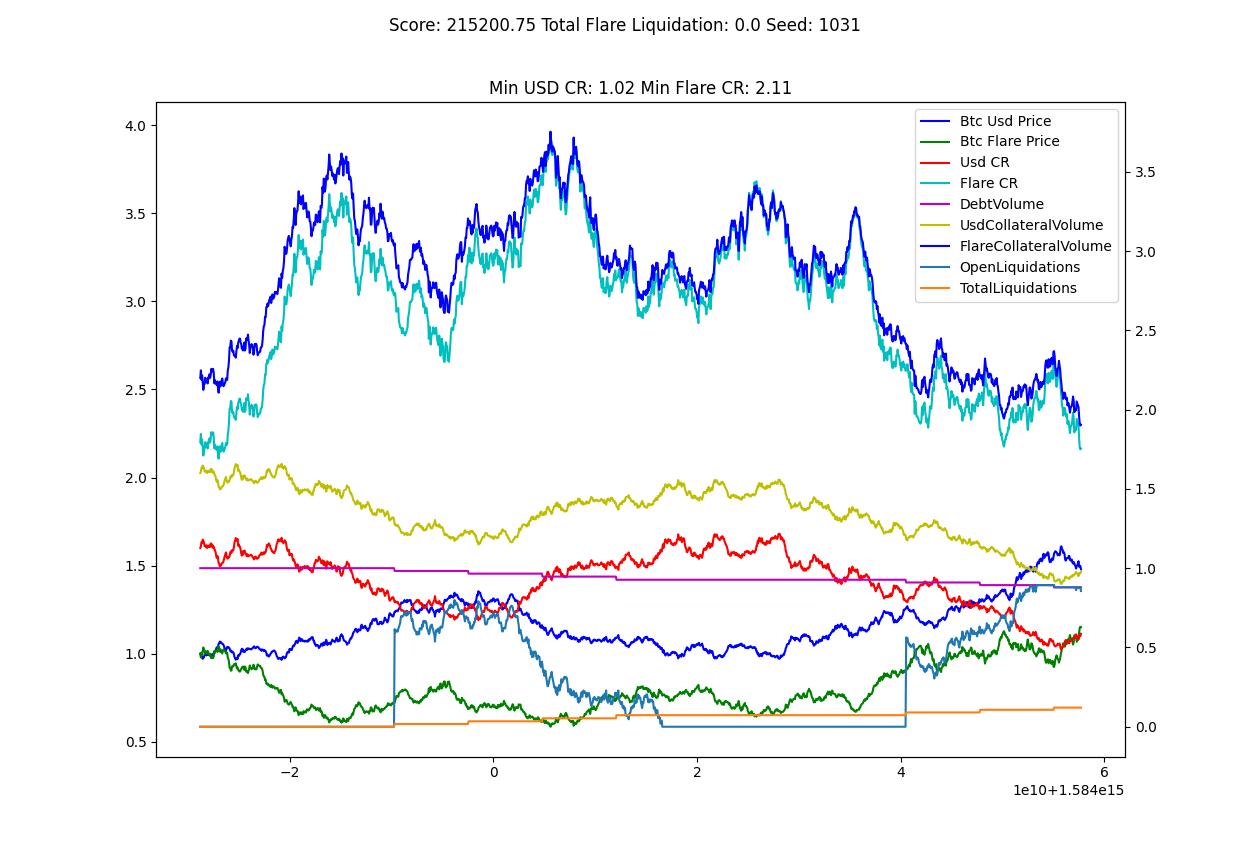 Score: 215200.75 Total Flare Liquidation: 0.0 Seed: 1031
Min USD CR: 1.02 Min Flare CR: 2.11
Btc Usd Price
Btc Flare Price
Usd CR
Flare CR
DebtVolume
UsdCollateralVolume
FlareCollateralVolume
OpenLiquidations
TotalLiquidations
4.0
3.5
3.0
2.5
2.0
1.5
1.0
0.5
3.5
3.0
2.5
2.0
1.5
1.0
0.5
0.0
−2 0 2 4 6
1e10+1.584e15